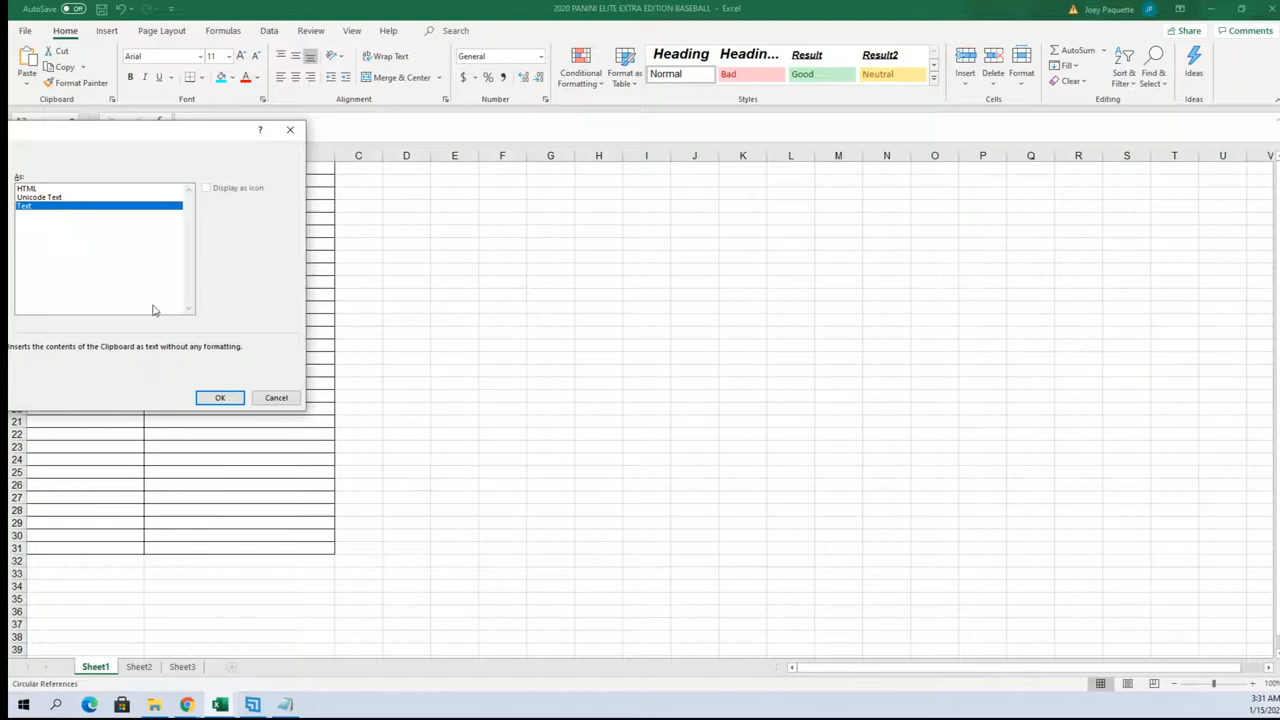 AutoSave Off 2020 PANINI ELITE EXTRA EDITION BASEBALL - Excel Joey Paquette JP
File Home Insert Page Layout Formulas Data Review View Help Search Share Comments
Cut
Copy
Format Painter
Paste
Clipboard
Arial 11
B I U
Font
Wrap Text
Merge & Center
Alignment
General
$ % ,
Number
Conditional Formatting
Format as Table
Heading Headin... Result Result2
Normal Bad Good Neutral
Styles
Insert Delete Format
Cells
AutoSum
Fill
Clear
Sort & Filter
Find & Select
Editing
Ideas
Ideas
? 
As:
HTML
Unicode Text
Text
Display as icon
Inserts the contents of the Clipboard as text without any formatting.
OK Cancel
C D E F G H I J K L M N O P Q R S T U V
21
22
23
24
25
26
27
28
29
30
31
32
33
34
35
36
37
38
39
Sheet1 Sheet2 Sheet3
Circular References
100%
3:31 AM
1/15/202